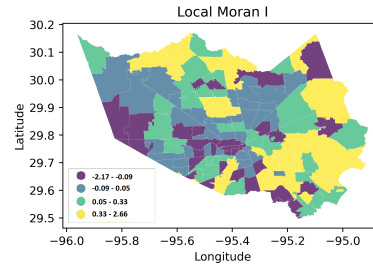 Local Moran I
30.2
30.1
30.0
29.9
29.8
29.7
29.6
29.5
Latitude
-2.17 - -0.09
-0.09 - 0.05
0.05 - 0.33
0.33 - 2.66
−96.0 −95.8 −95.6 −95.4 −95.2 −95.0
Longitude